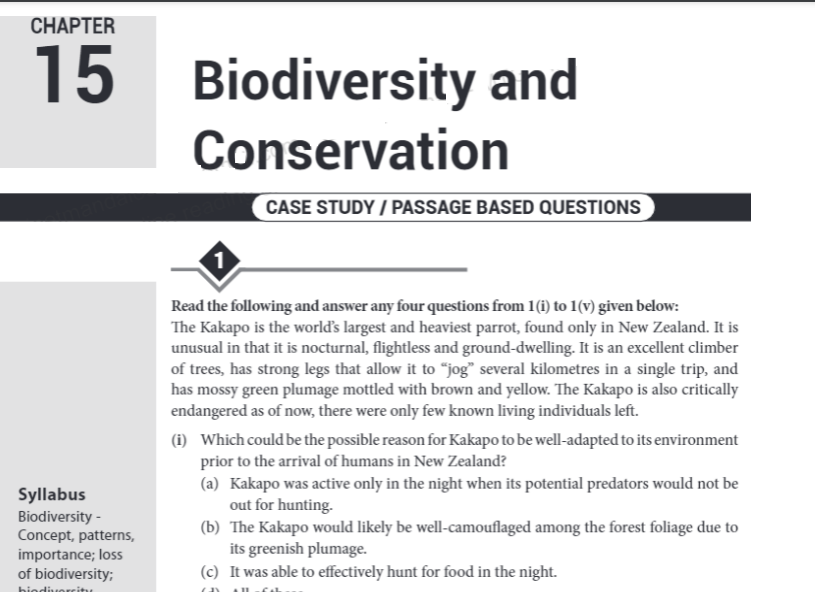 CHAPTER
15
Biodiversity and
Conservation
CASE STUDY / PASSAGE BASED QUESTIONS
1
Read the following and answer any four questions from 1(i) to 1(v) given below:
The Kakapo is the world's largest and heaviest parrot, found only in New Zealand. It is
unusual in that it is nocturnal, flightless and ground-dwelling. It is an excellent climber
of trees, has strong legs that allow it to “jog” several kilometres in a single trip, and
has mossy green plumage mottled with brown and yellow. The Kakapo is also critically
endangered as of now, there were only few known living individuals left.
(i) Which could be the possible reason for Kakapo to be well-adapted to its environment
prior to the arrival of humans in New Zealand?
(a) Kakapo was active only in the night when its potential predators would not be
out for hunting.
(b) The Kakapo would likely be well-camouflaged among the forest foliage due to
its greenish plumage.
(c) It was able to effectively hunt for food in the night.
(d) All of these
Syllabus
Biodiversity -
Concept, patterns,
importance; loss
of biodiversity;
biodiversity